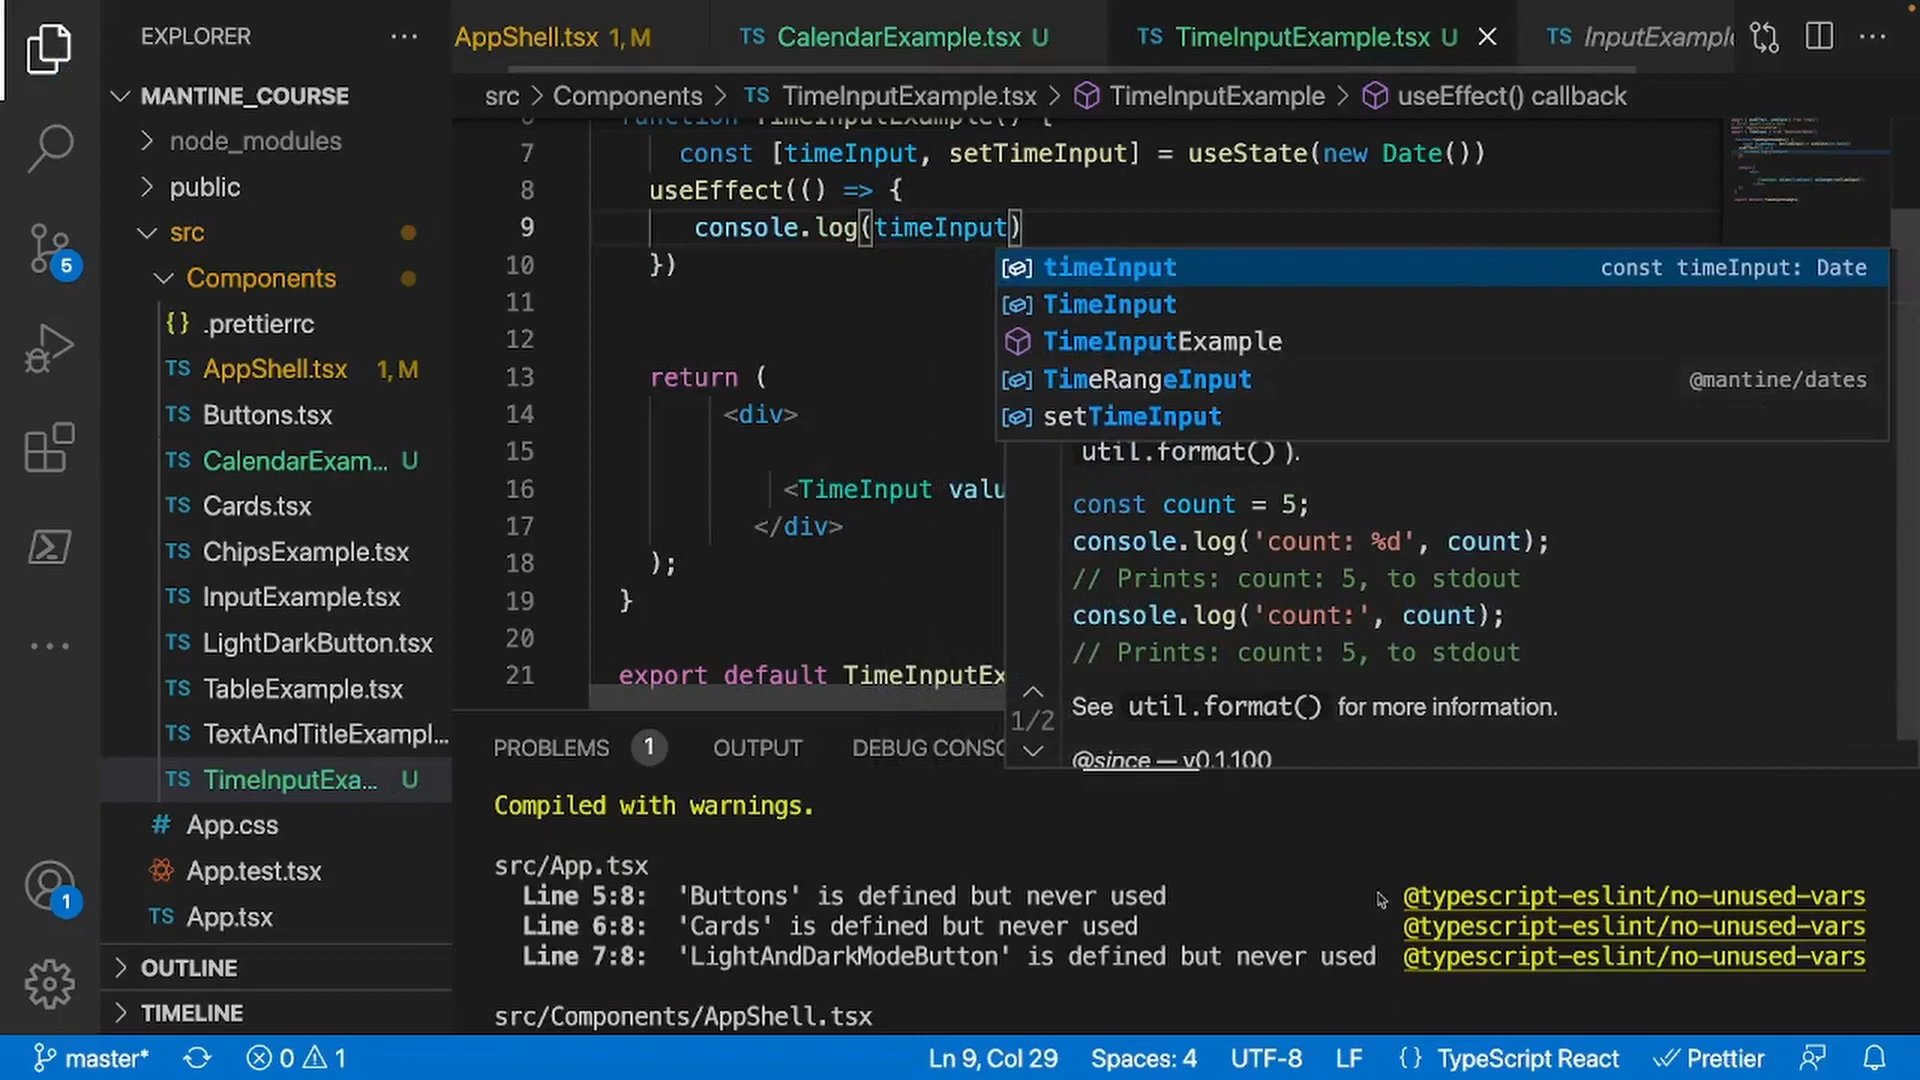 EXPLORER
MANTINE_COURSE
node_modules
public
src
Components
{} .prettierrc
TS AppShell.tsx 1, M
TS Buttons.tsx
TS CalendarExam... U
TS Cards.tsx
TS ChipsExample.tsx
TS InputExample.tsx
TS LightDarkButton.tsx
TS TableExample.tsx
TS TextAndTitleExampl...
TS TimeInputExa... U
# App.css
App.test.tsx
TS App.tsx
OUTLINE
TIMELINE
5
1
AppShell.tsx 1, M
TS CalendarExample.tsx U
TS TimeInputExample.tsx U
TS InputExample
src > Components > TS TimeInputExample.tsx > TimeInputExample > useEffect() callback
function TimeInputExample() {
7 const [timeInput, setTimeInput] = useState(new Date())
8 useEffect(() => {
9 console.log(timeInput)
10 })
11
12
13 return (
14 <div>
15
16 <TimeInput valu
17 </div>
18 );
19 }
20
21 export default TimeInputEx
timeInput const timeInput: Date
TimeInput
TimeInputExample
TimeRangeInput @mantine/dates
setTimeInput
util.format() ).
const count = 5;
console.log('count: %d', count);
// Prints: count: 5, to stdout
console.log('count:', count);
// Prints: count: 5, to stdout
See util.format() for more information.
@since — v0.1.100
1/2
PROBLEMS 1 OUTPUT DEBUG CONSO
Compiled with warnings.
src/App.tsx
Line 5:8: 'Buttons' is defined but never used @typescript-eslint/no-unused-vars
Line 6:8: 'Cards' is defined but never used @typescript-eslint/no-unused-vars
Line 7:8: 'LightAndDarkModeButton' is defined but never used @typescript-eslint/no-unused-vars
src/Components/AppShell.tsx
master* 0 1 Ln 9, Col 29 Spaces: 4 UTF-8 LF {} TypeScript React Prettier